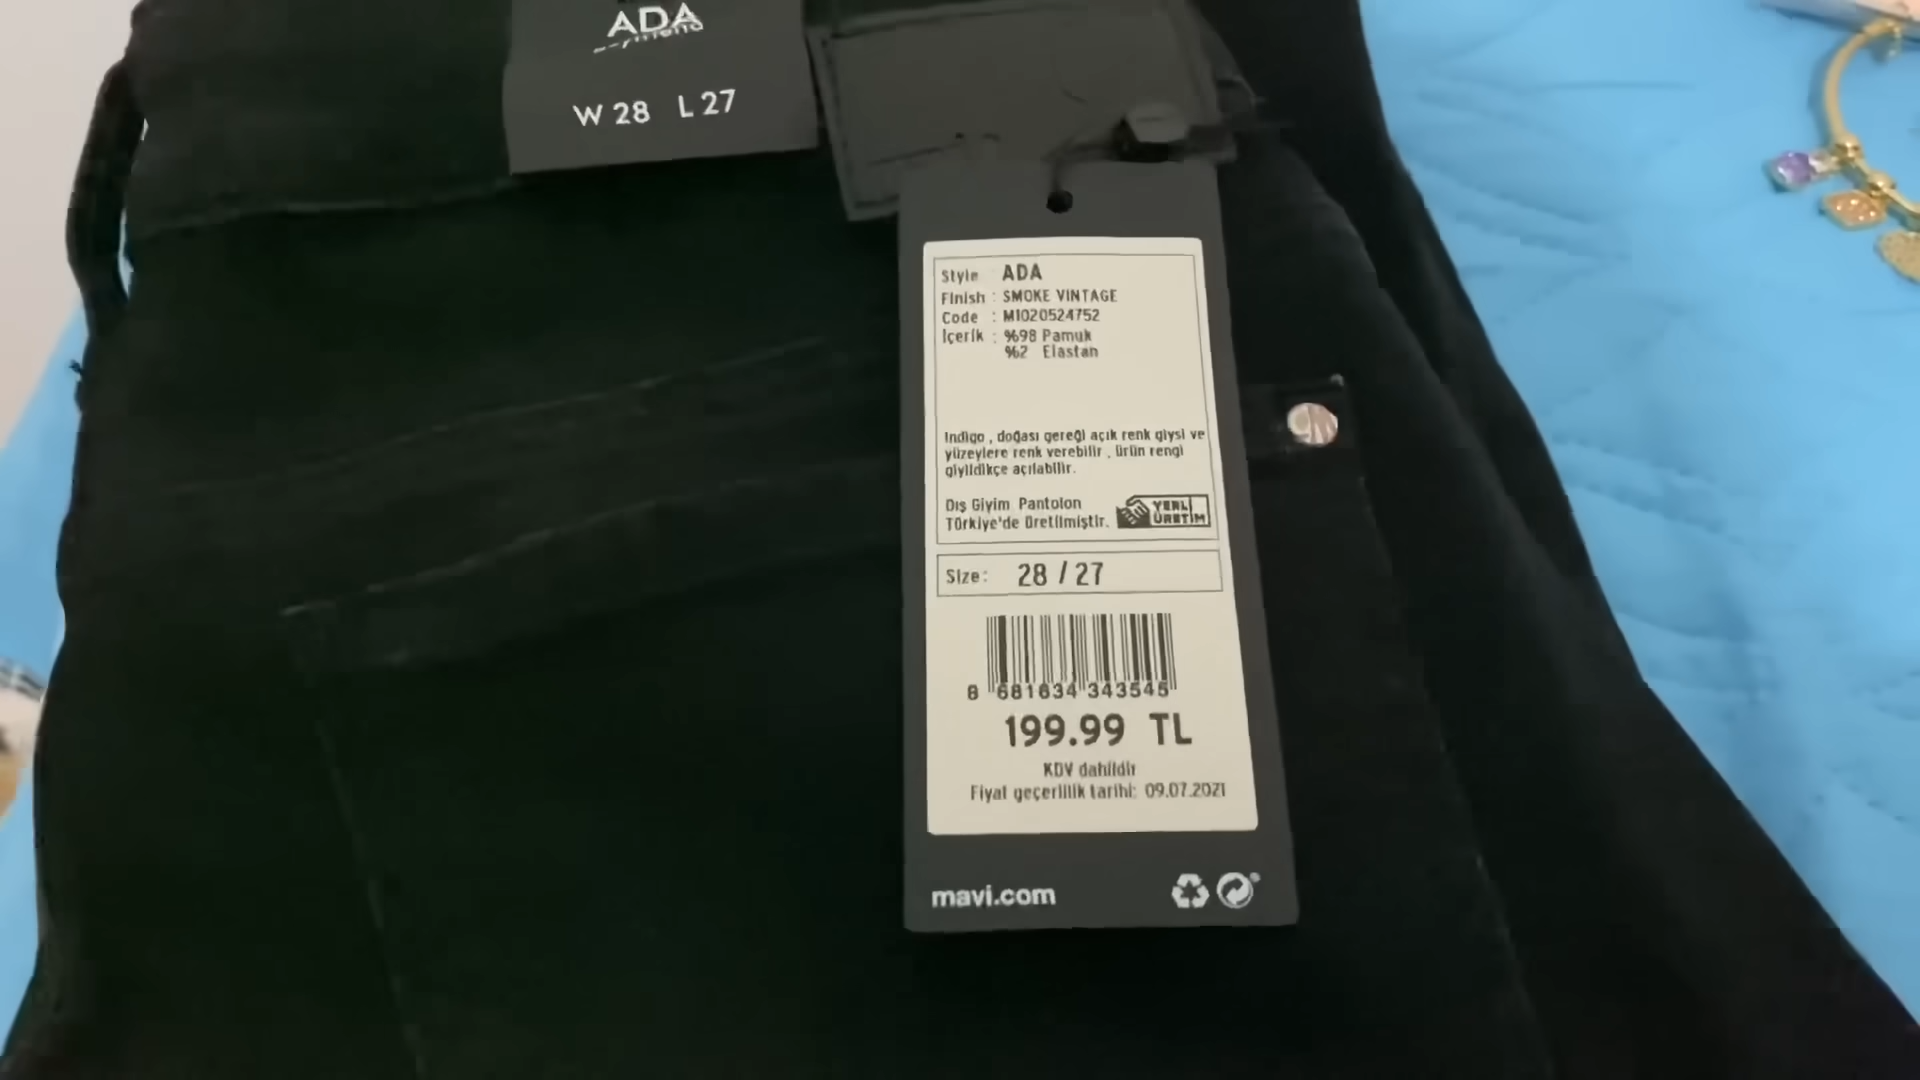 ADA
W 28 L 27
Style ADA
Finish : SMOKE VINTAGE
Code : M1020524752
İçerik : %98 Pamuk
%2 Elastan
Indigo , doğası gereği açık renk giysi ve
yüzeylere renk verebilir , ürün rengi
giyildikçe açılabilir.
Dış Giyim Pantolon
Türkiye'de üretilmiştir.
YERLİ
ÜRETİM
Size: 28 / 27
8 681634 343545
199.99 TL
KDV dahildir
Fiyat geçerlilik tarihi: 09.07.2021
mavi.com